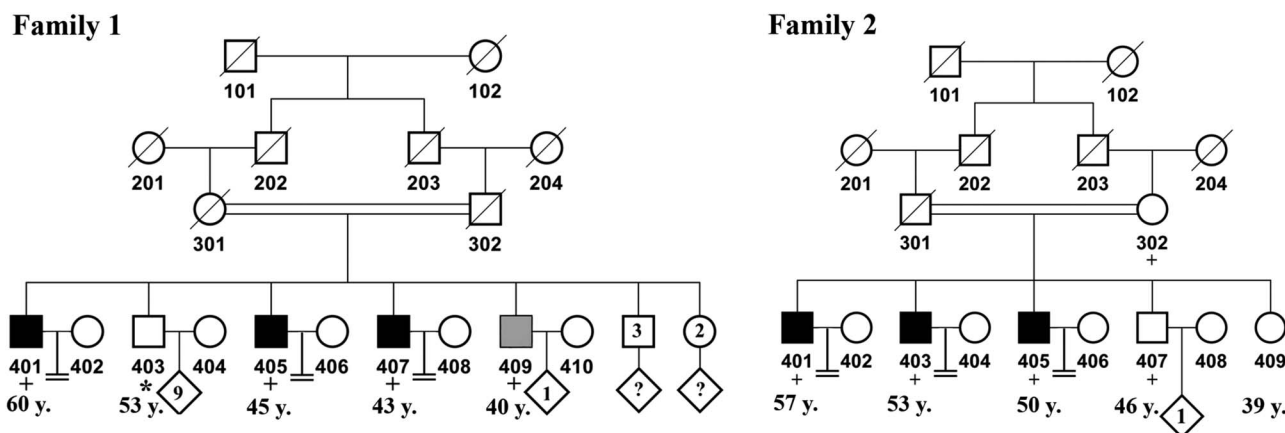 Family 1
Family 2
101 102
101 102
201 202 203 204
201 202 203 204
301 302
301 302
+
3 2
401 402 403 404 405 406 407 408 409 410 ? ?
+ * 9 + + + 1
60 y. 53 y. 45 y. 43 y. 40 y.
401 402 403 404 405 406 407 408 409
+ + + +
57 y. 53 y. 50 y. 46 y. 1 39 y.